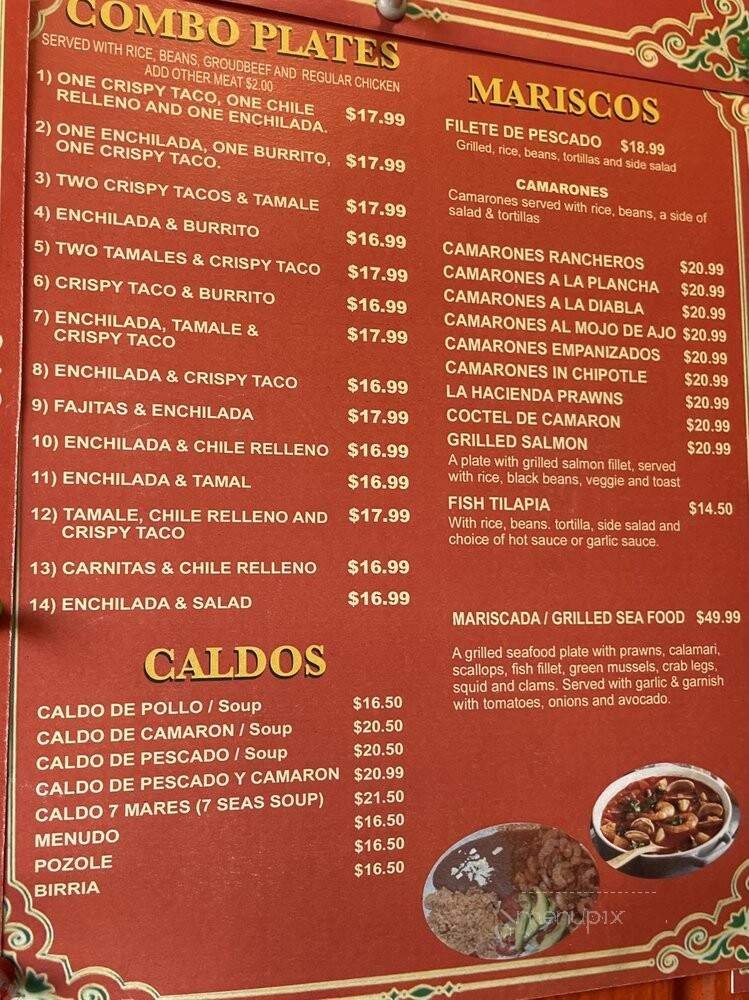 COMBO PLATES
SERVED WITH RICE, BEANS, GROUDBEEF AND REGULAR CHICKEN
ADD OTHER MEAT $2.00
1) ONE CRISPY TACO, ONE CHILE
RELLENO AND ONE ENCHILADA. $17.99
2) ONE ENCHILADA, ONE BURRITO,
ONE CRISPY TACO. $17.99
3) TWO CRISPY TACOS & TAMALE $17.99
4) ENCHILADA & BURRITO $16.99
5) TWO TAMALES & CRISPY TACO $17.99
6) CRISPY TACO & BURRITO $16.99
7) ENCHILADA, TAMALE &
CRISPY TACO $17.99
8) ENCHILADA & CRISPY TACO $16.99
9) FAJITAS & ENCHILADA $17.99
10) ENCHILADA & CHILE RELLENO $16.99
11) ENCHILADA & TAMAL $16.99
12) TAMALE, CHILE RELLENO AND $17.99
CRISPY TACO
13) CARNITAS & CHILE RELLENO $16.99
14) ENCHILADA & SALAD $16.99
CALDOS
CALDO DE POLLO / Soup $16.50
CALDO DE CAMARON / Soup $20.50
CALDO DE PESCADO / Soup $20.50
CALDO DE PESCADO Y CAMARON $20.99
CALDO 7 MARES (7 SEAS SOUP) $21.50
MENUDO $16.50
POZOLE $16.50
BIRRIA $16.50
MARISCOS
FILETE DE PESCADO $18.99
Grilled, rice, beans, tortillas and side salad
CAMARONES
Camarones served with rice, beans, a side of
salad & tortillas
CAMARONES RANCHEROS $20.99
CAMARONES A LA PLANCHA $20.99
CAMARONES A LA DIABLA $20.99
CAMARONES AL MOJO DE AJO $20.99
CAMARONES EMPANIZADOS $20.99
CAMARONES IN CHIPOTLE $20.99
LA HACIENDA PRAWNS $20.99
COCTEL DE CAMARON $20.99
GRILLED SALMON $20.99
A plate with grilled salmon fillet, served
with rice, black beans, veggie and toast
FISH TILAPIA $14.50
With rice, beans. tortilla, side salad and
choice of hot sauce or garlic sauce.
MARISCADA / GRILLED SEA FOOD $49.99
A grilled seafood plate with prawns, calamari,
scallops, fish fillet, green mussels, crab legs,
squid and clams. Served with garlic & garnish
with tomatoes, onions and avocado.
menupix